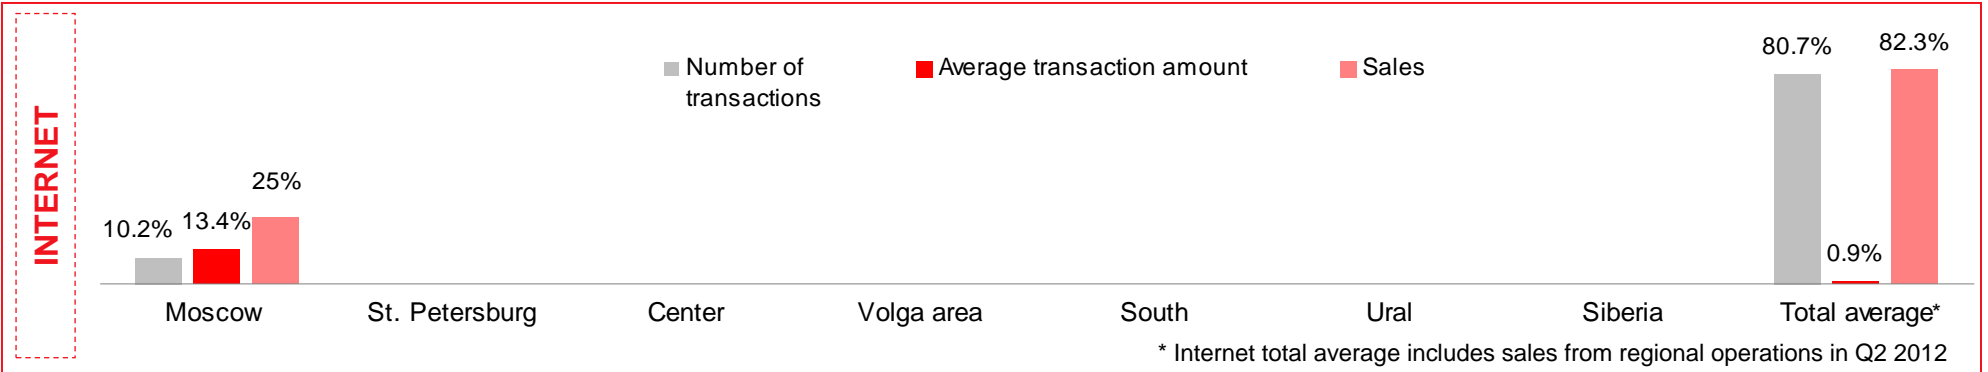 INTERNET
Number of
transactions
Average transaction amount
Sales
10.2%
13.4%
25%
80.7%
0.9%
82.3%
Moscow St. Petersburg Center Volga area South Ural Siberia Total average*
* Internet total average includes sales from regional operations in Q2 2012